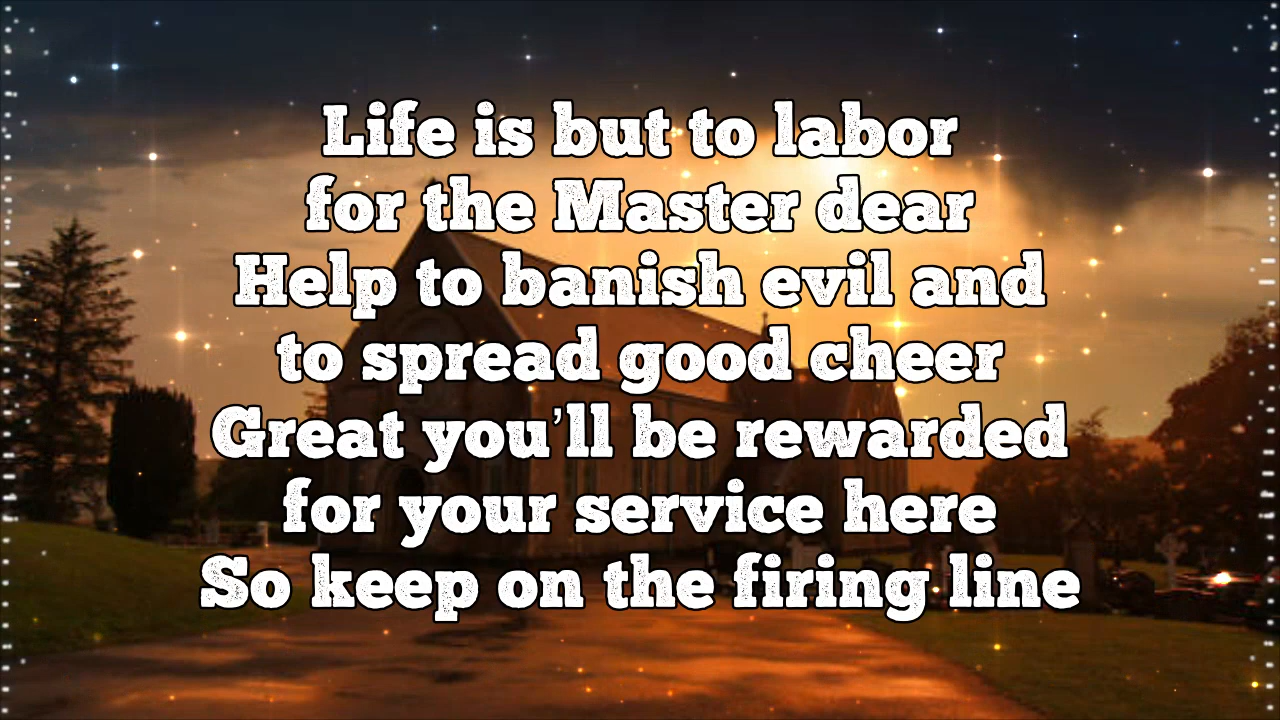 Life is but to labor
for the Master dear
Help to banish evil and
to spread good cheer
Great you'll be rewarded
for your service here
So keep on the firing line